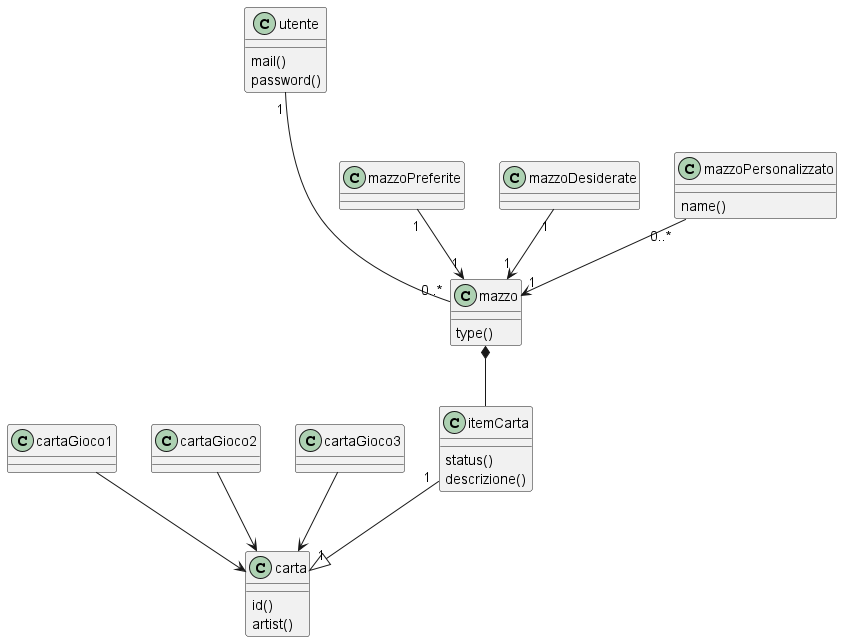 C utente
mail()
password()
1
C mazzoPreferite
C mazzoDesiderate
C mazzoPersonalizzato
name()
1
1
0..*
1
1
1
0..*
C mazzo
type()
C cartaGioco1
C cartaGioco2
C cartaGioco3
C itemCarta
status()
descrizione()
1
1
C carta
id()
artist()